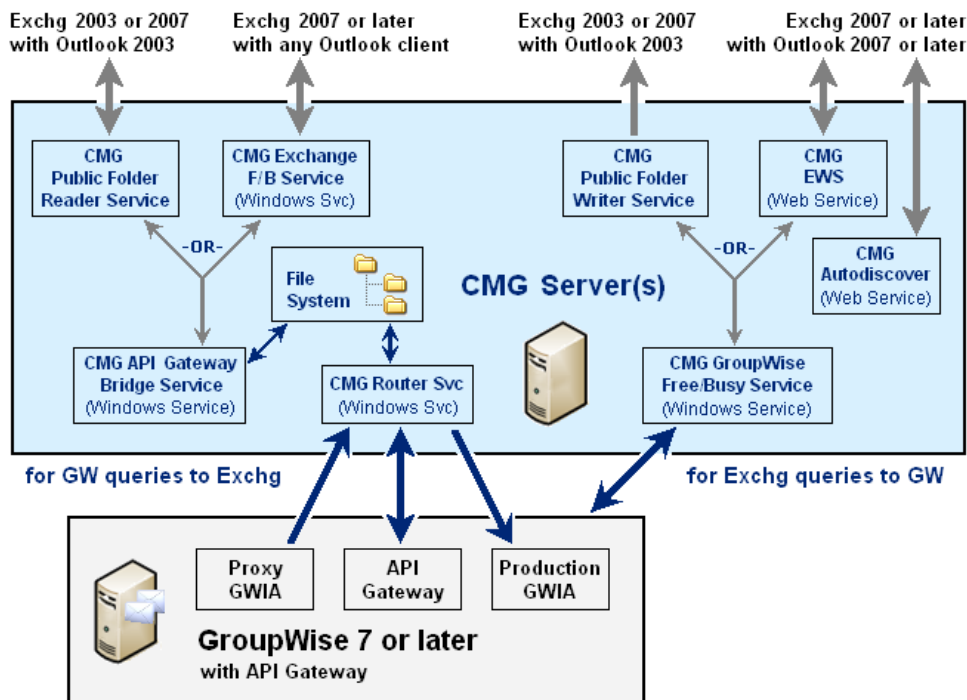 Exchg 2003 or 2007
with Outlook 2003
Exchg 2007 or later
with any Outlook client
Exchg 2003 or 2007
with Outlook 2003
Exchg 2007 or later
with Outlook 2007 or later
CMG
Public Folder
Reader Service
CMG Exchange
F/B Service
(Windows Svc)
CMG
Public Folder
Writer Service
CMG
EWS
(Web Service)
-OR-
-OR-
CMG
Autodiscover
(Web Service)
File
System
CMG Server(s)
CMG API Gateway
Bridge Service
(Windows Service)
CMG Router Svc
(Windows Svc)
CMG GroupWise
Free/Busy Service
(Windows Service)
for GW queries to Exchg
for Exchg queries to GW
Proxy
GWIA
API
Gateway
Production
GWIA
GroupWise 7 or later
with API Gateway